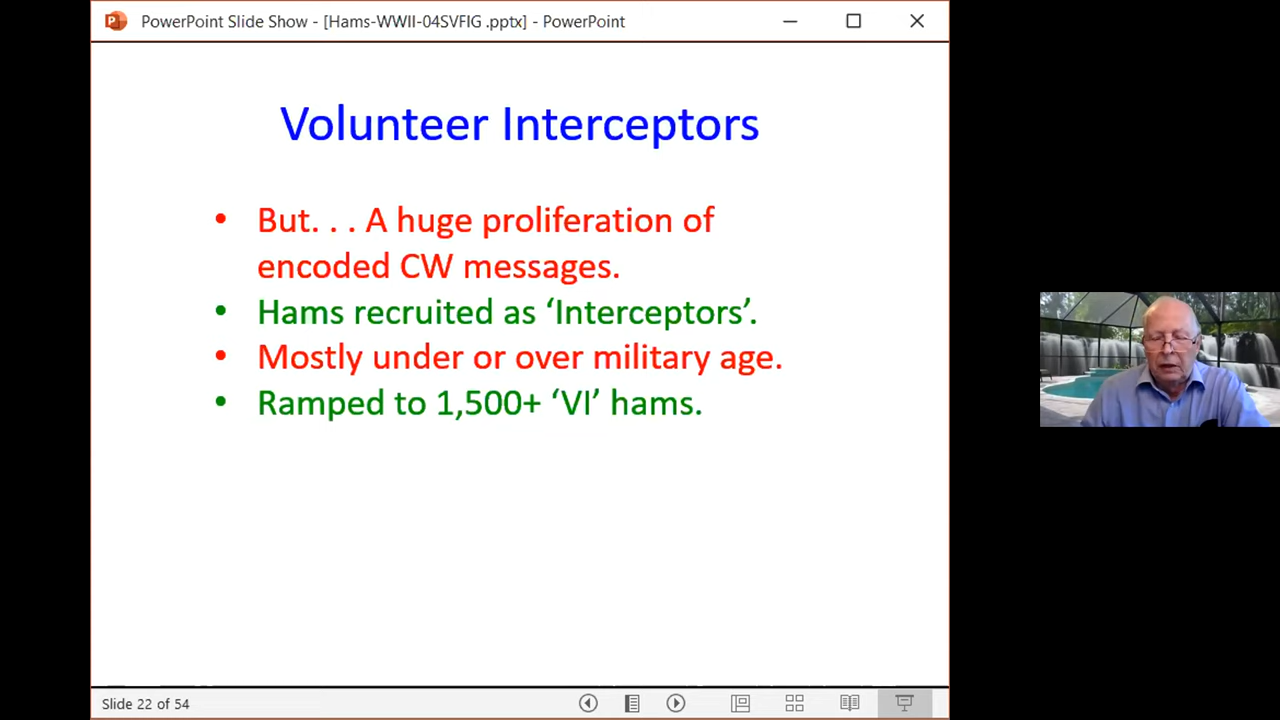 PowerPoint Slide Show - [Hams-WWII-04SVFIG .pptx] - PowerPoint
Volunteer Interceptors
• But. . . A huge proliferation of
encoded CW messages.
• Hams recruited as ‘Interceptors’.
• Mostly under or over military age.
• Ramped to 1,500+ ‘VI’ hams.
Slide 22 of 54